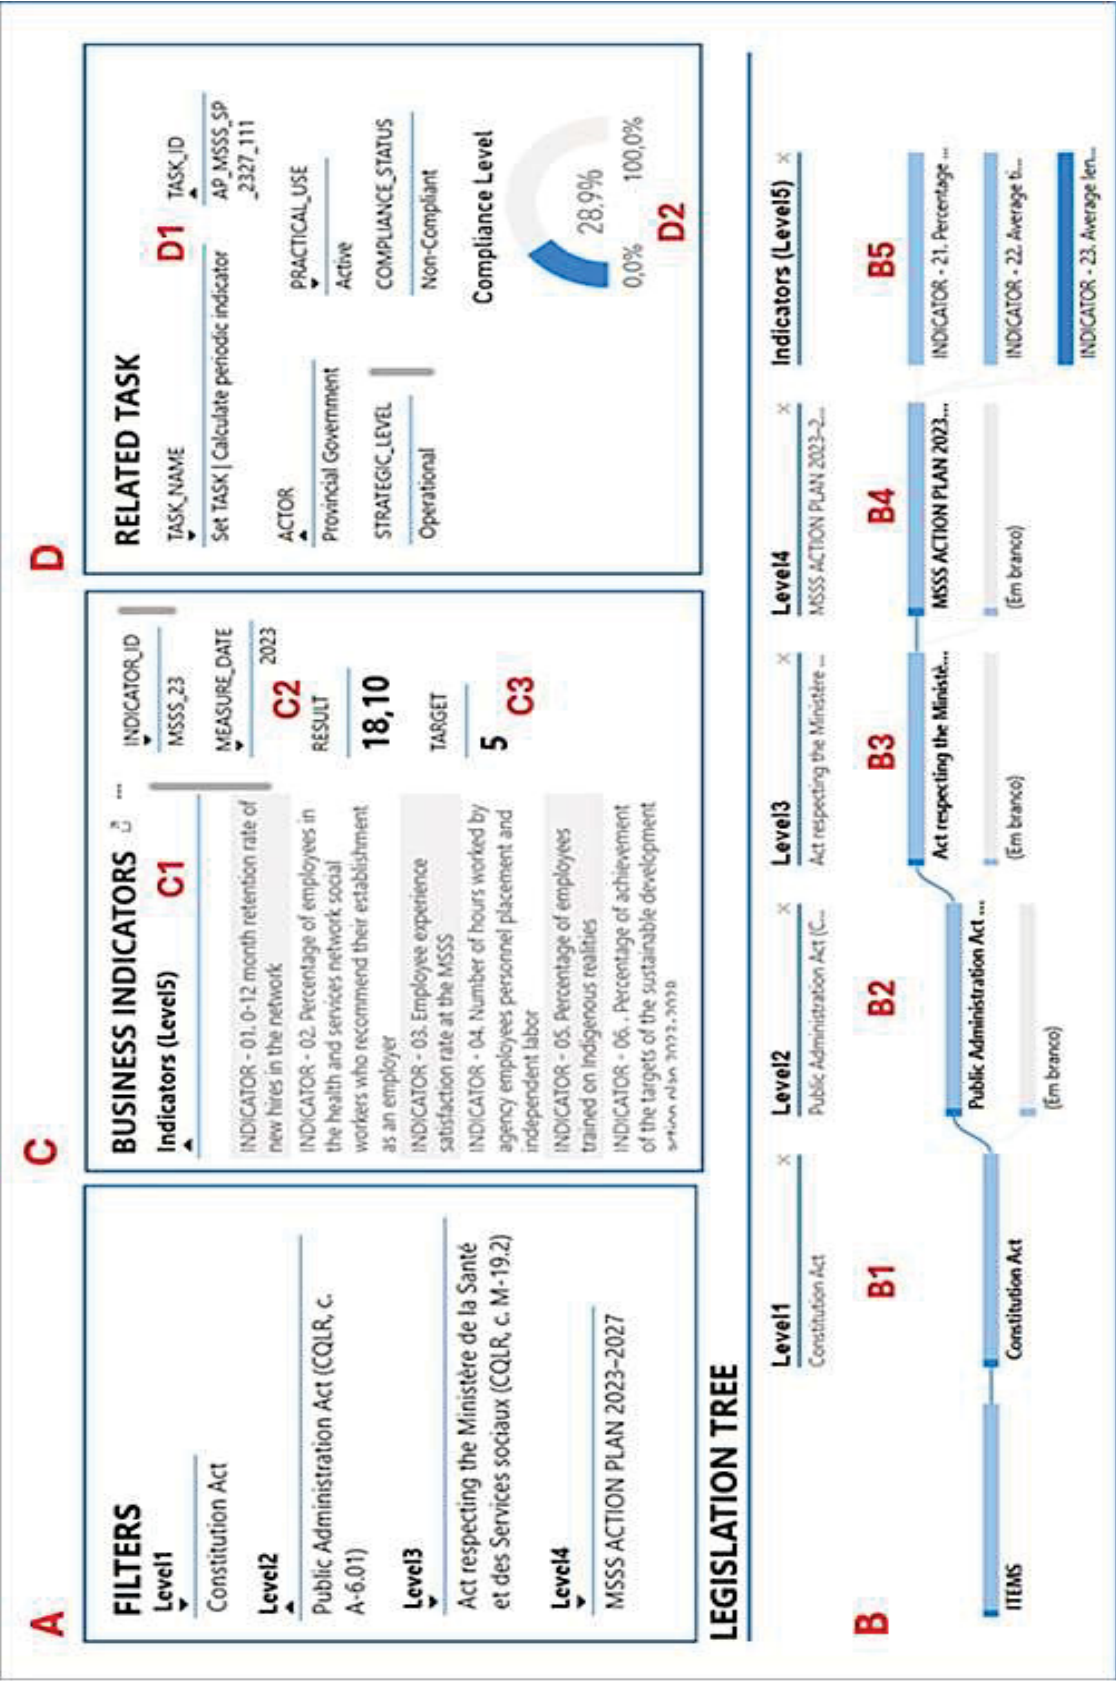 A
FILTERS
Level1
Constitution Act
Level2
Public Administration Act (CQLR, c.
A-6.01)
Level3
Act respecting the Ministère de la Santé
et des Services sociaux (CQLR, c. M-19.2)
Level4
MSSS ACTION PLAN 2023–2027
C
BUSINESS INDICATORS ...
C1
Indicators (Level5)
INDICATOR - 01. 0-12 month retention rate of
new hires in the network
INDICATOR - 02. Percentage of employees in
the health and services network social
workers who recommend their establishment
as an employer
INDICATOR - 03. Employee experience
satisfaction rate at the MSSS
INDICATOR - 04. Number of hours worked by
agency employees personnel placement and
independent labor
INDICATOR - 05. Percentage of employees
trained on Indigenous realities
INDICATOR - 06. . Percentage of achievement
of the targets of the sustainable development
action plan 2023-2028
INDICATOR_ID
MSSS_23
MEASURE_DATE
2023
C2
RESULT
18,10
TARGET
5
C3
D
RELATED TASK
D1
TASK_NAME
Set TASK | Calculate periodic indicator
TASK_ID
AP_MSSS_SP
_2327_111
ACTOR
Provincial Government
PRACTICAL_USE
Active
STRATEGIC_LEVEL
Operational
COMPLIANCE_STATUS
Non-Compliant
Compliance Level
28,9%
0,0%
100,0%
D2
LEGISLATION TREE
Level1
Constitution Act
Level2
Public Administration Act (C...
Level3
Act respecting the Ministère ...
Level4
MSSS ACTION PLAN 2023–2...
Indicators (Level5)
B
B1
B2
B3
B4
B5
ITEMS
Constitution Act
Public Administration Act ...
(Em branco)
Act respecting the Ministè...
(Em branco)
MSSS ACTION PLAN 2023...
(Em branco)
INDICATOR - 21. Percentage ...
INDICATOR - 22. Average ti...
INDICATOR - 23. Average len...